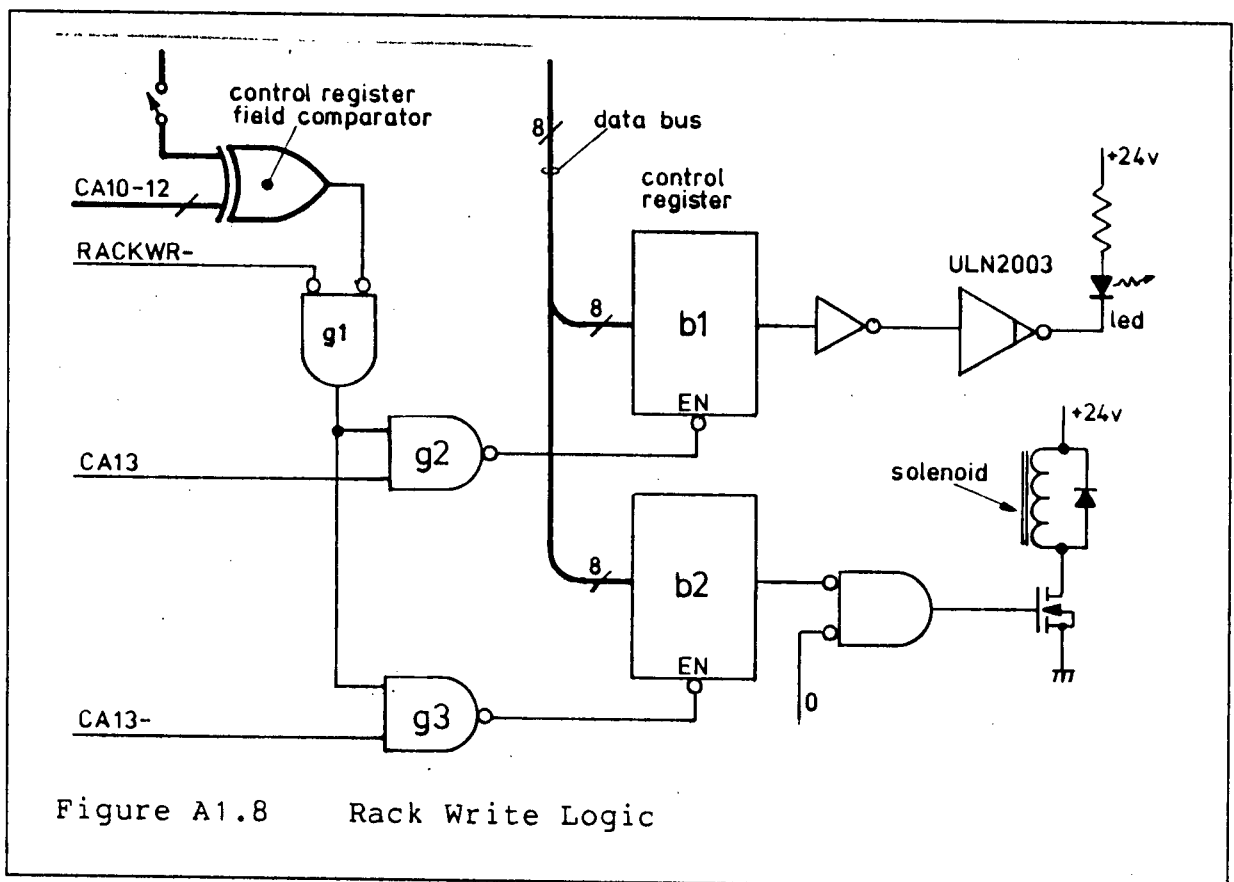 control register
field comparator
8
data bus
+24v
CA10-12
control
register
RACKWR-
ULN2003
g1
8
b1
led
EN
+24v
g2
CA13
solenoid
8
b2
EN
0
g3
CA13-
Figure A1.8 Rack Write Logic